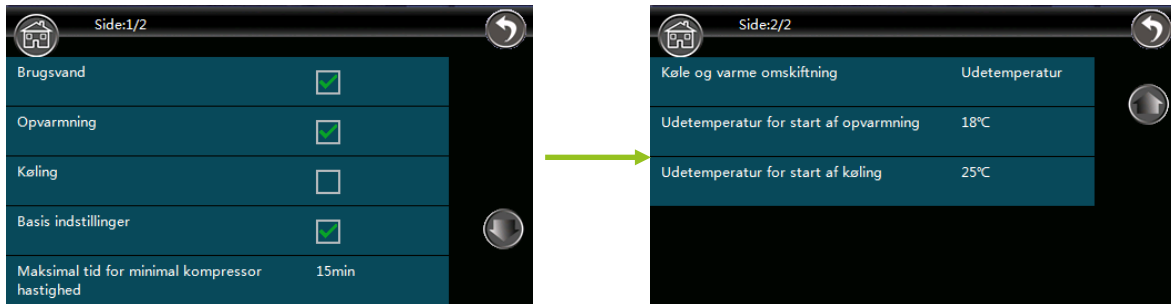 Side:1/2
Brugsvand
Opvarmning
Køling
Basis indstillinger
Maksimal tid for minimal kompressor 15min
hastighed
Side:2/2
Køle og varme omskiftning Udetemperatur
Udetemperatur for start af opvarmning 18℃
Udetemperatur for start af køling 25℃